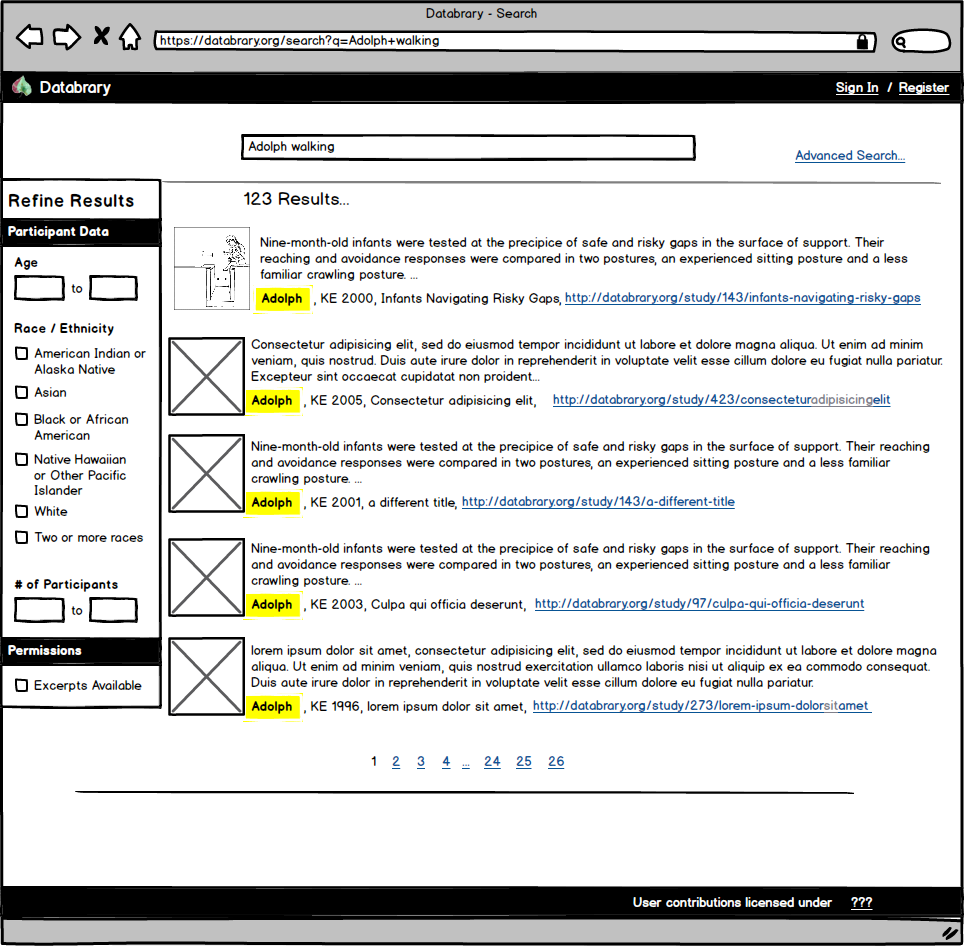 Databrary - Search
https://databrary.org/search?q=Adolph+walking
Databrary
Sign In / Register
Adolph walking
Advanced Search...
Refine Results
Participant Data
Age
to
Race / Ethnicity
American Indian or
Alaska Native
Asian
Black or African
American
Native Hawaiian
or Other Pacific
Islander
White
Two or more races
# of Participants
to
Permissions
Excerpts Available
123 Results...
Nine-month-old infants were tested at the precipice of safe and risky gaps in the surface of support. Their
reaching and avoidance responses were compared in two postures, an experienced sitting posture and a less
familiar crawling posture. ...
Adolph , KE 2000, Infants Navigating Risky Gaps, http://databrary.org/study/143/infants-navigating-risky-gaps
Consectetur adipisicing elit, sed do eiusmod tempor incididunt ut labore et dolore magna aliqua. Ut enim ad minim
veniam, quis nostrud. Duis aute irure dolor in reprehenderit in voluptate velit esse cillum dolore eu fugiat nulla pariatur.
Excepteur sint occaecat cupidatat non proident...
Adolph , KE 2005, Consectetur adipisicing elit, http://databrary.org/study/423/consecteturadipisicingelit
Nine-month-old infants were tested at the precipice of safe and risky gaps in the surface of support. Their reaching
and avoidance responses were compared in two postures, an experienced sitting posture and a less familiar
crawling posture. ...
Adolph , KE 2001, a different title, http://databrary.org/study/143/a-different-title
Nine-month-old infants were tested at the precipice of safe and risky gaps in the surface of support. Their reaching
and avoidance responses were compared in two postures, an experienced sitting posture and a less familiar
crawling posture. ...
Adolph , KE 2003, Culpa qui officia deserunt, http://databrary.org/study/97/culpa-qui-officia-deserunt
lorem ipsum dolor sit amet, consectetur adipisicing elit, sed do eiusmod tempor incididunt ut labore et dolore magna
aliqua. Ut enim ad minim veniam, quis nostrud exercitation ullamco laboris nisi ut aliquip ex ea commodo consequat.
Duis aute irure dolor in reprehenderit in voluptate velit esse cillum dolore eu fugiat nulla pariatur.
Adolph , KE 1996, lorem ipsum dolor sit amet, http://databrary.org/study/273/lorem-ipsum-dolorsitamet
1 2 3 4 ... 24 25 26
User contributions licensed under ???